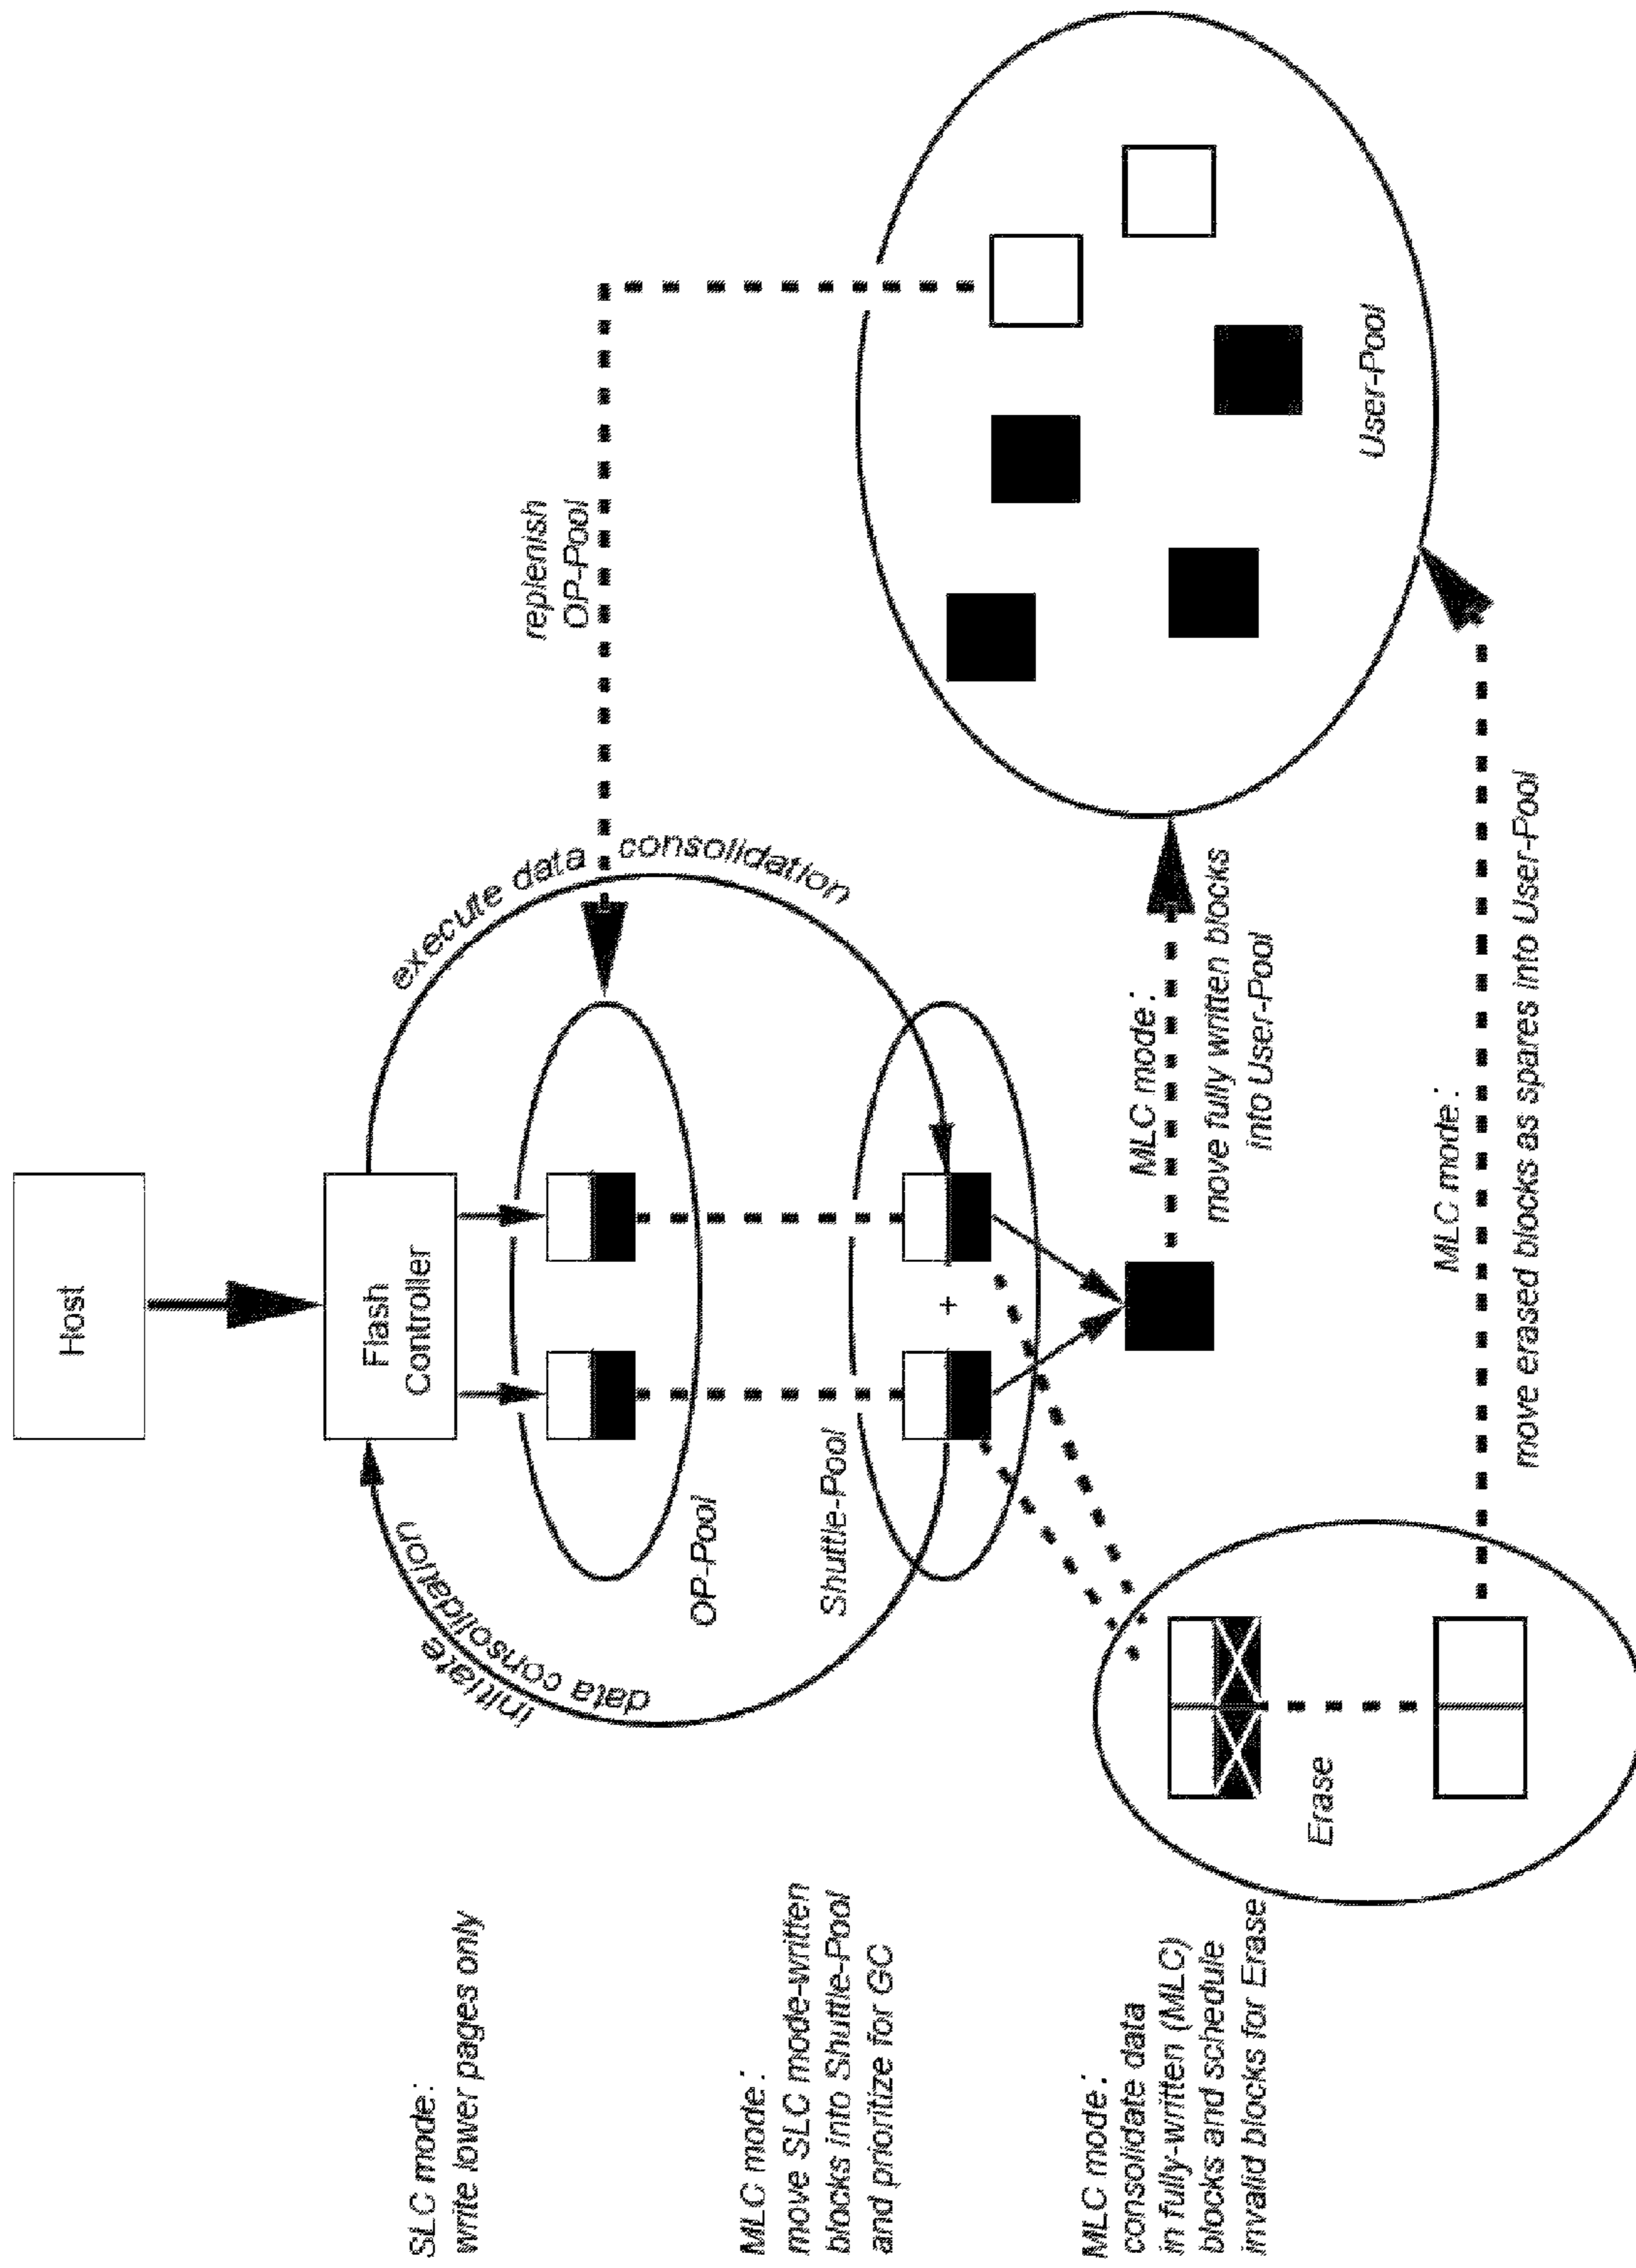 Host
Flash
Controller
execute data consolidation
initiate
data consolidation
OP-Pool
Shuttle-Pool
replenish
OP-Pool
SLC mode:
write lower pages only
MLC mode:
move SLC mode-written
blocks into Shuttle-Pool
and prioritize for GC
MLC mode:
consolidate data
in fully-written (MLC)
blocks and schedule
invalid blocks for Erase
+
MLC mode:
move fully written blocks
into User-Pool
User-Pool
Erase
MLC mode:
move erased blocks as spares into User-Pool